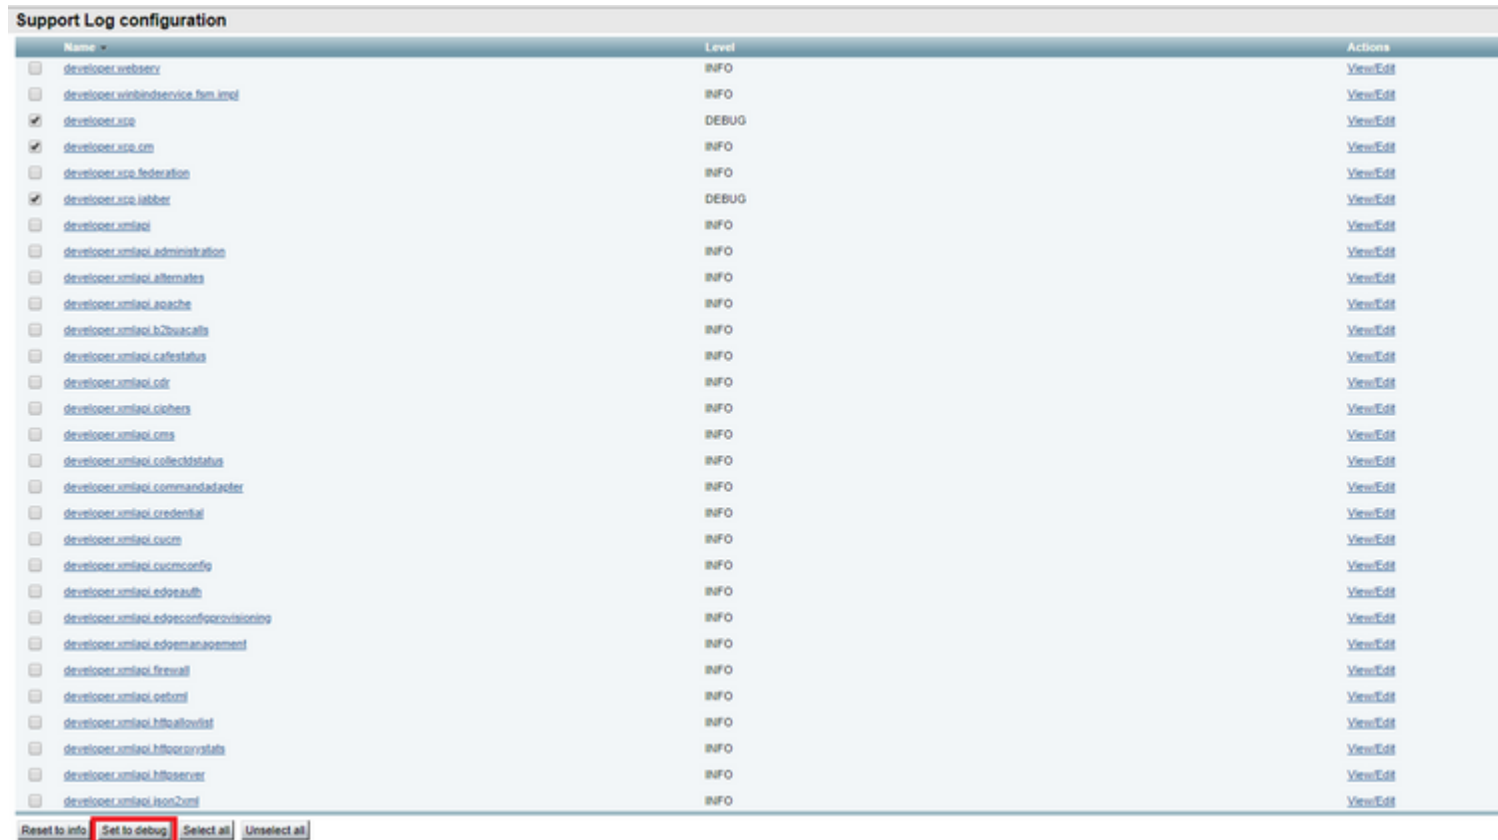 Support Log configuration
Name Level Actions
developer.webserv INFO View/Edit
developer.winbindservice.fsm.impl INFO View/Edit
developer.xcp DEBUG View/Edit
developer.xcp.cm INFO View/Edit
developer.xcp.federation INFO View/Edit
developer.xcp.jabber DEBUG View/Edit
developer.xmlapi INFO View/Edit
developer.xmlapi.administration INFO View/Edit
developer.xmlapi.alternates INFO View/Edit
developer.xmlapi.apache INFO View/Edit
developer.xmlapi.b2buacalls INFO View/Edit
developer.xmlapi.cafestatus INFO View/Edit
developer.xmlapi.cdr INFO View/Edit
developer.xmlapi.ciphers INFO View/Edit
developer.xmlapi.cms INFO View/Edit
developer.xmlapi.collectdstatus INFO View/Edit
developer.xmlapi.commandadapter INFO View/Edit
developer.xmlapi.credential INFO View/Edit
developer.xmlapi.cucm INFO View/Edit
developer.xmlapi.cucmconfig INFO View/Edit
developer.xmlapi.edgeauth INFO View/Edit
developer.xmlapi.edgeconfigprovisioning INFO View/Edit
developer.xmlapi.edgemanagement INFO View/Edit
developer.xmlapi.firewall INFO View/Edit
developer.xmlapi.getxml INFO View/Edit
developer.xmlapi.httpallowlist INFO View/Edit
developer.xmlapi.httpproxystats INFO View/Edit
developer.xmlapi.httpserver INFO View/Edit
developer.xmlapi.json2xml INFO View/Edit
Reset to info Set to debug Select all Unselect all